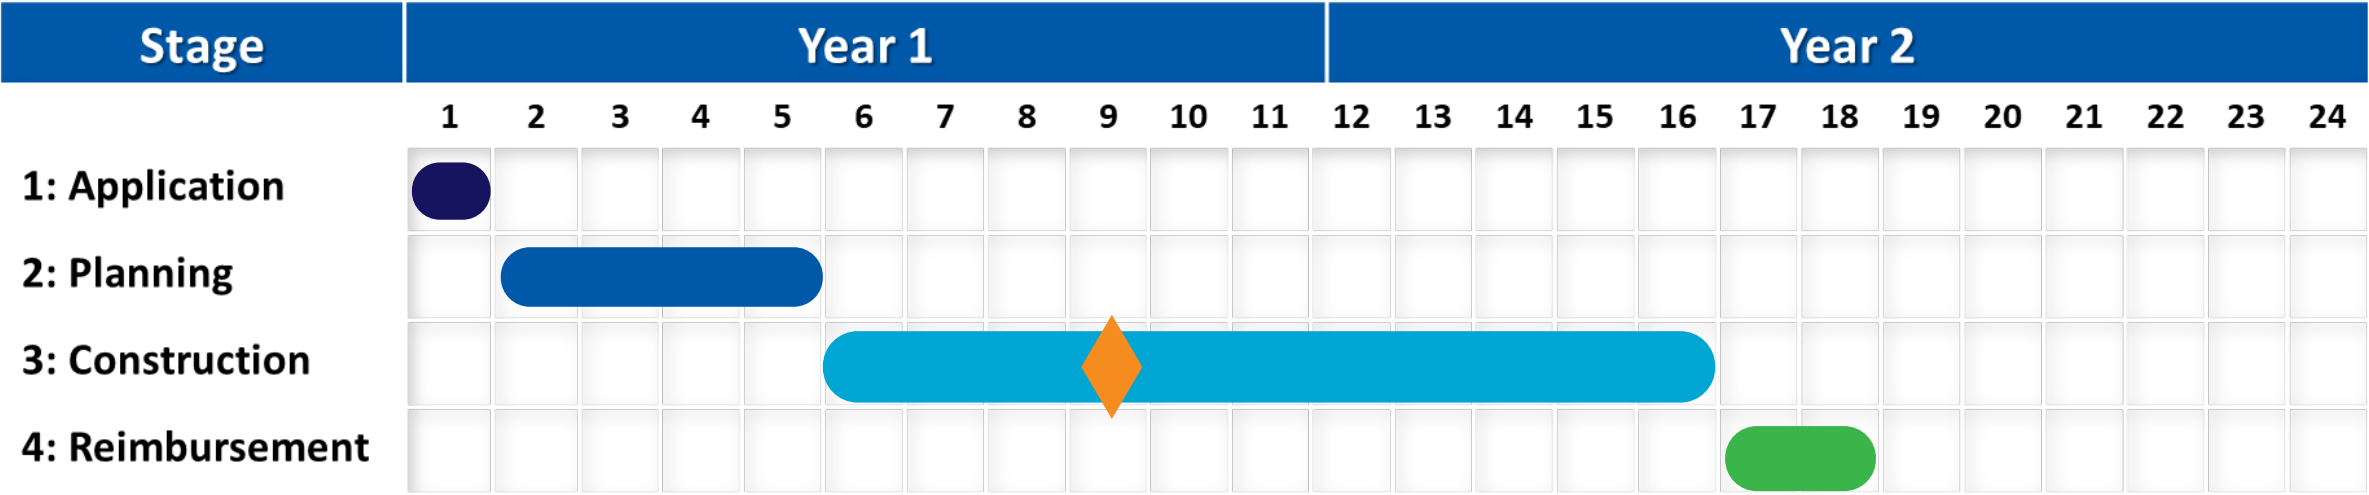 Stage Year 1 Year 2
1 2 3 4 5 6 7 8 9 10 11 12 13 14 15 16 17 18 19 20 21 22 23 24
1: Application
2: Planning
3: Construction
4: Reimbursement